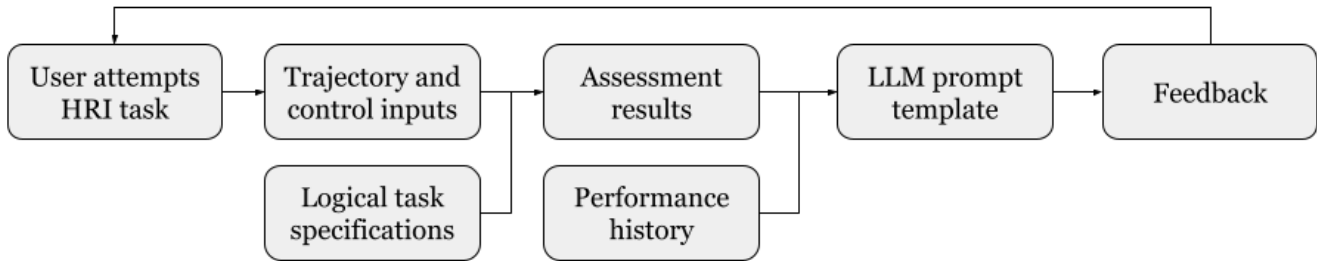 User attempts
HRI task
Trajectory and
control inputs
Assessment
results
LLM prompt
template
Feedback
Logical task
specifications
Performance
history